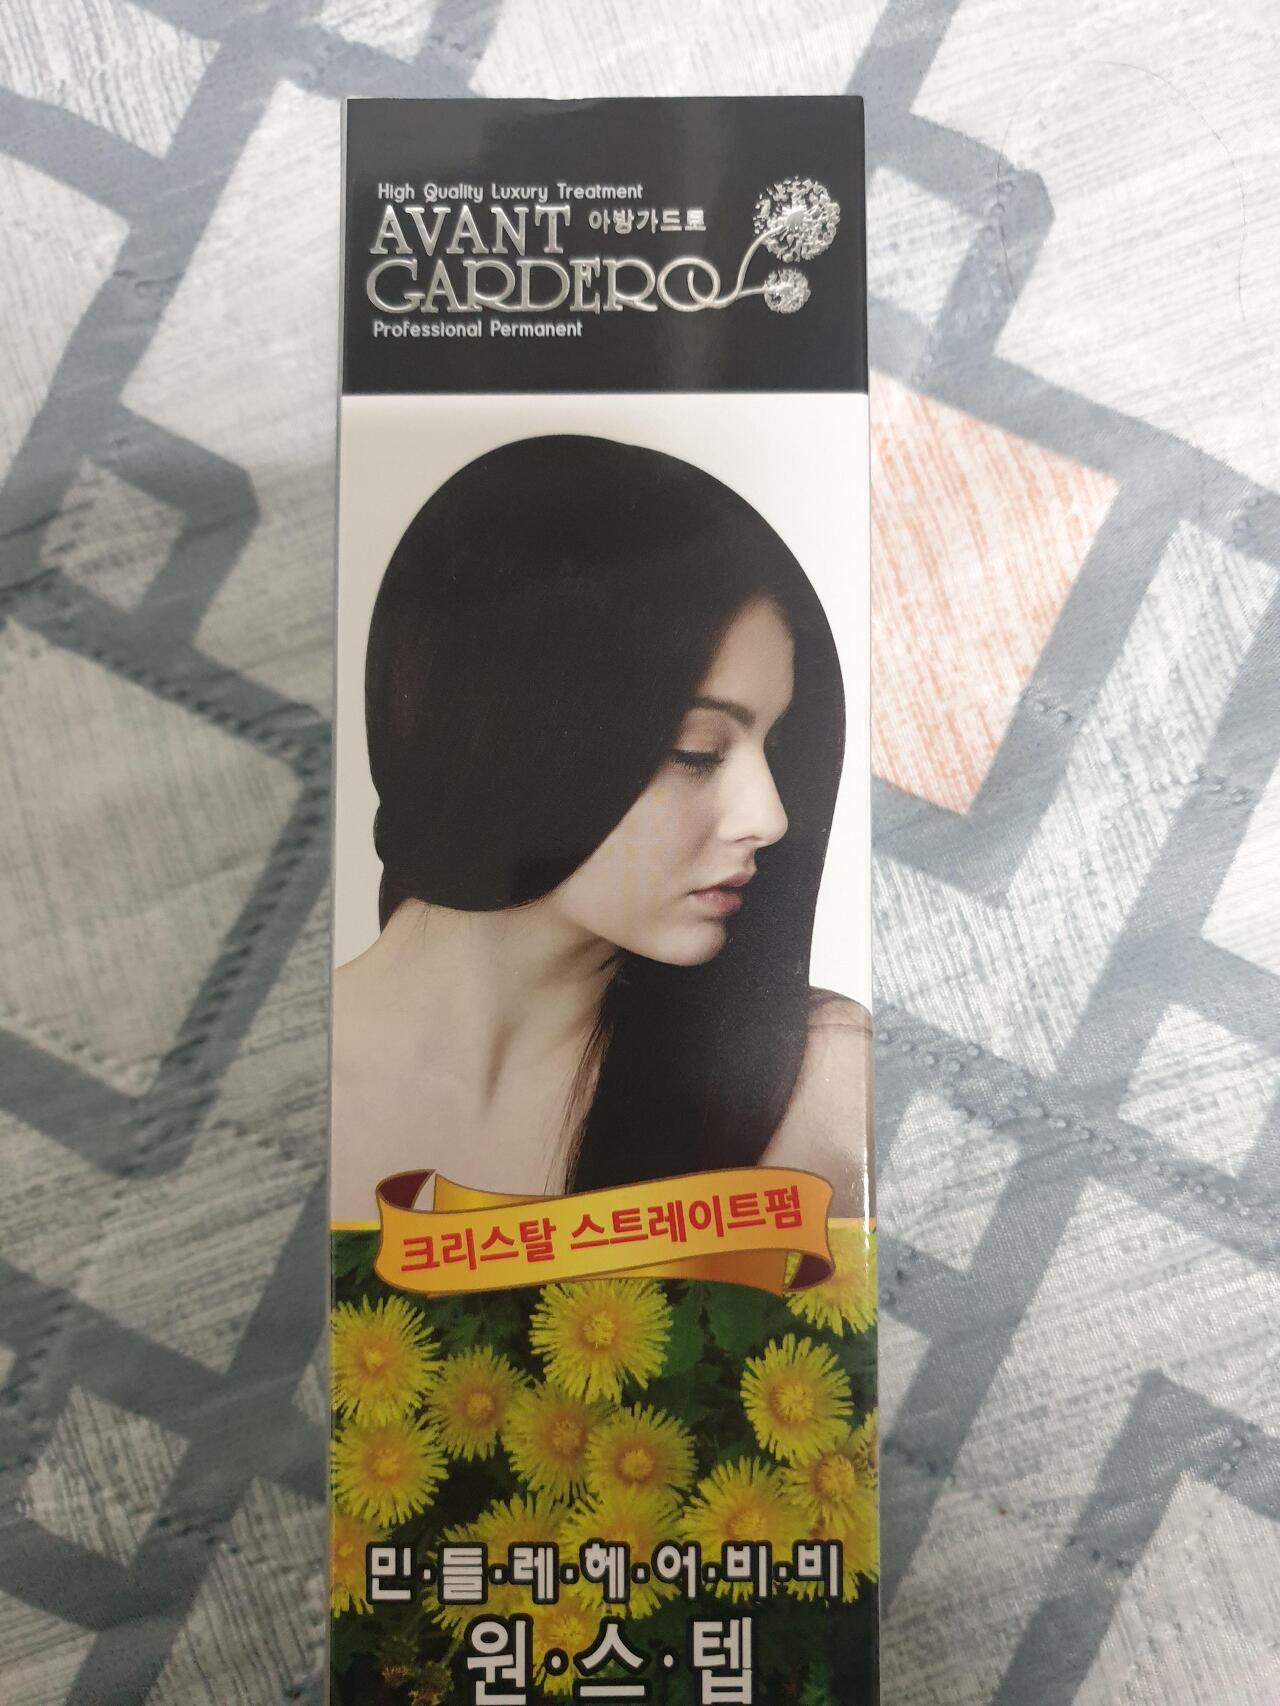 High Quality Luxury Treatment
AVANT 아방가드로
GARDERO
Professional Permanent
크리스탈 스트레이트펌
민·들·레·헤·어·비·비
원·스·텝